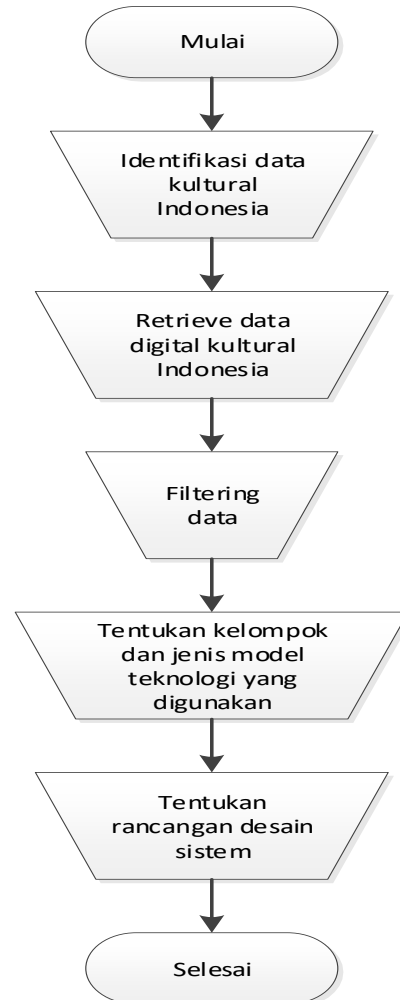 Mulai
Identifikasi data
kultural
Indonesia
Retrieve data
digital kultural
Indonesia
Filtering
data
Tentukan kelompok
dan jenis model
teknologi yang
digunakan
Tentukan
rancangan desain
sistem
Selesai